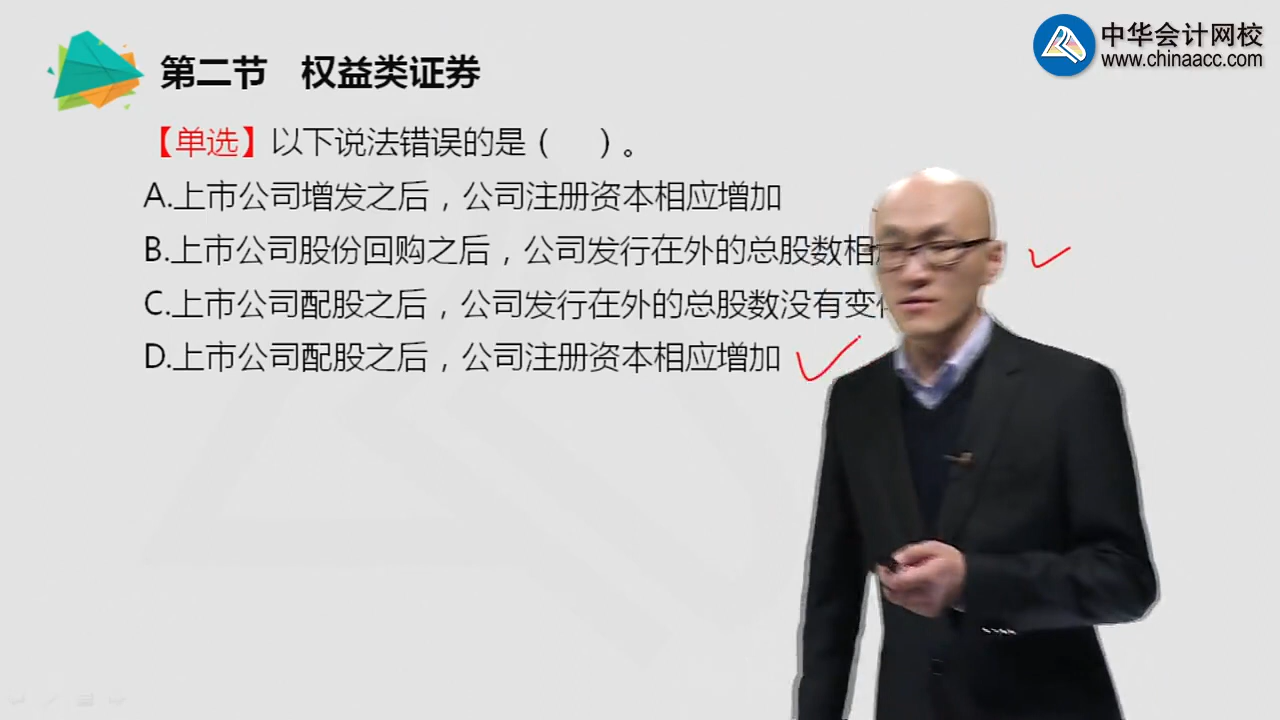 中华会计网校
www.chinaacc.com
第二节 权益类证券
【单选】以下说法错误的是（ ）。
A.上市公司增发之后，公司注册资本相应增加
B.上市公司股份回购之后，公司发行在外的总股数相
C.上市公司配股之后，公司发行在外的总股数没有变
D.上市公司配股之后，公司注册资本相应增加